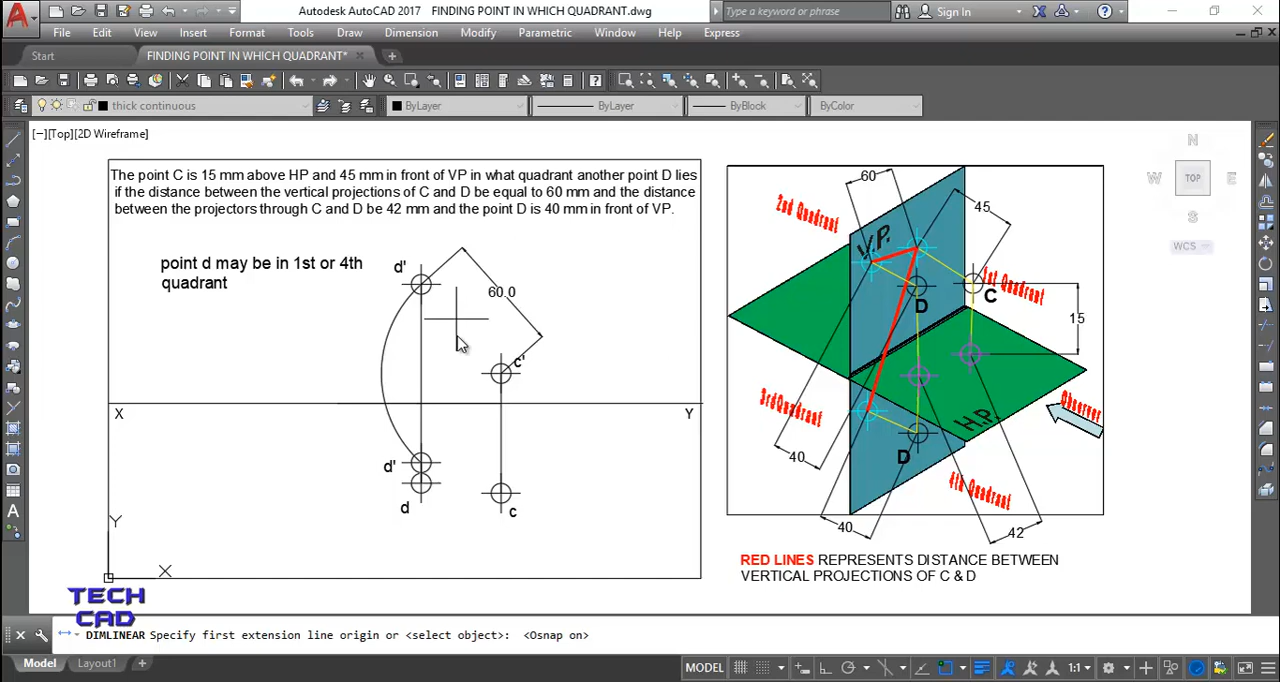 Autodesk AutoCAD 2017 FINDING POINT IN WHICH QUADRANT.dwg
Type a keyword or phrase
Sign In
File Edit View Insert Format Tools Draw Dimension Modify Parametric Window Help Express
Start
FINDING POINT IN WHICH QUADRANT*
thick continuous
ByLayer
ByLayer
ByBlock
ByColor
[−][Top][2D Wireframe]
The point C is 15 mm above HP and 45 mm in front of VP in what quadrant another point D lies
if the distance between the vertical projections of C and D be equal to 60 mm and the distance
between the projectors through C and D be 42 mm and the point D is 40 mm in front of VP.
point d may be in 1st or 4th
quadrant
d'
60.0
c'
X
Y
d'
d
c
Y
X
TECH
CAD
60
45
2nd Quadrant
V.P.
1st Quadrant
D
C
15
3rdQuadrant
H.P.
Observer
40
D
4th Quadrant
40
42
RED LINES REPRESENTS DISTANCE BETWEEN
VERTICAL PROJECTIONS OF C & D
N
W
TOP
E
S
WCS
DIMLINEAR Specify first extension line origin or <select object>: <Osnap on>
Model
Layout1
MODEL
1:1